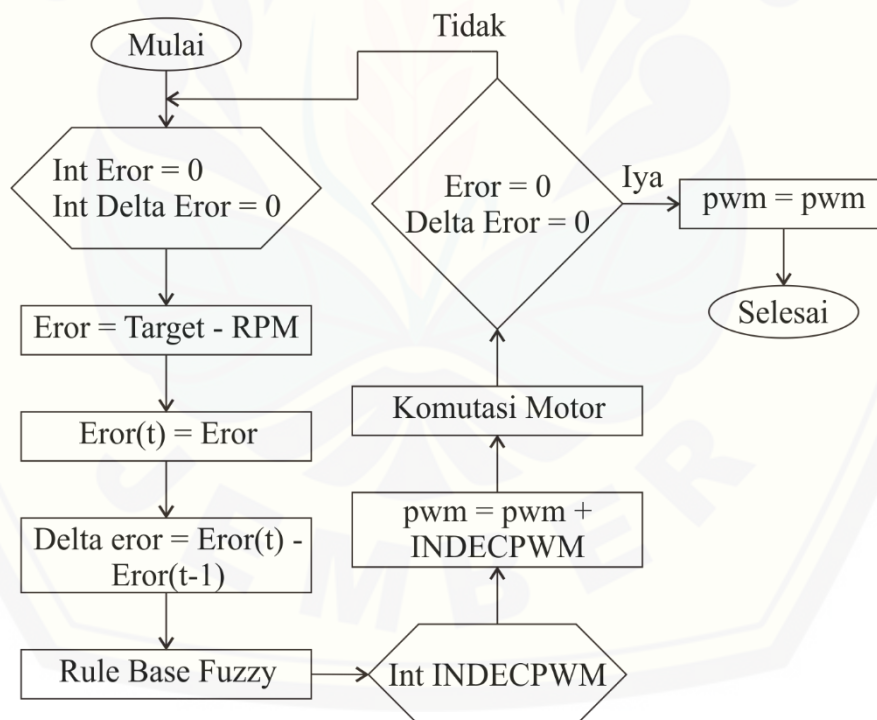 Mulai
Int Eror = 0
Int Delta Eror = 0
Eror = Target - RPM
Eror(t) = Eror
Delta eror = Eror(t) -
Eror(t-1)
Rule Base Fuzzy
Int INDECPWM
pwm = pwm +
INDECPWM
Komutasi Motor
Eror = 0
Delta Eror = 0
Tidak
Iya
pwm = pwm
Selesai
SEMBER